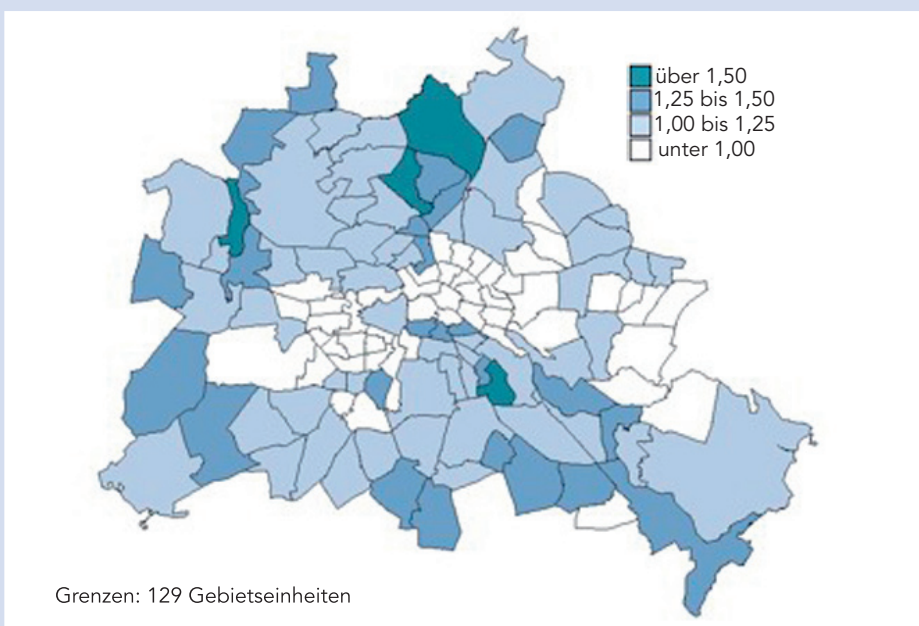 über 1,50
1,25 bis 1,50
1,00 bis 1,25
unter 1,00
Grenzen: 129 Gebietseinheiten